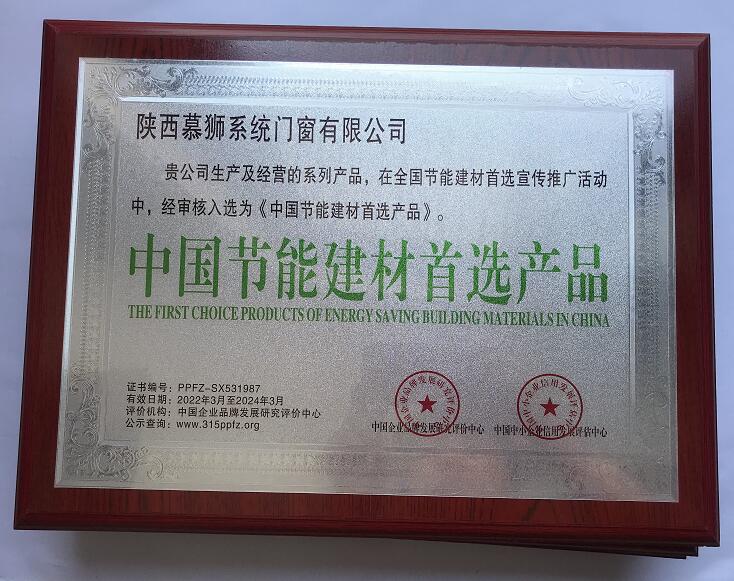 陕西慕狮系统门窗有限公司
贵公司生产及经营的系列产品，在全国节能建材首选宣传推广活动
中，经审核入选为《中国节能建材首选产品》。
中国节能建材首选产品
THE FIRST CHOICE PRODUCTS OF ENERGY SAVING BUILDING MATERIALS IN CHINA
证书编号：PPFZ-SX531987
有效日期：2022年3月至2024年3月
评价机构：中国企业品牌发展研究评价中心
公示查询：www.315ppfz.org
中国企业品牌发展研究评价中心
中国中小企业信用发展评估中心